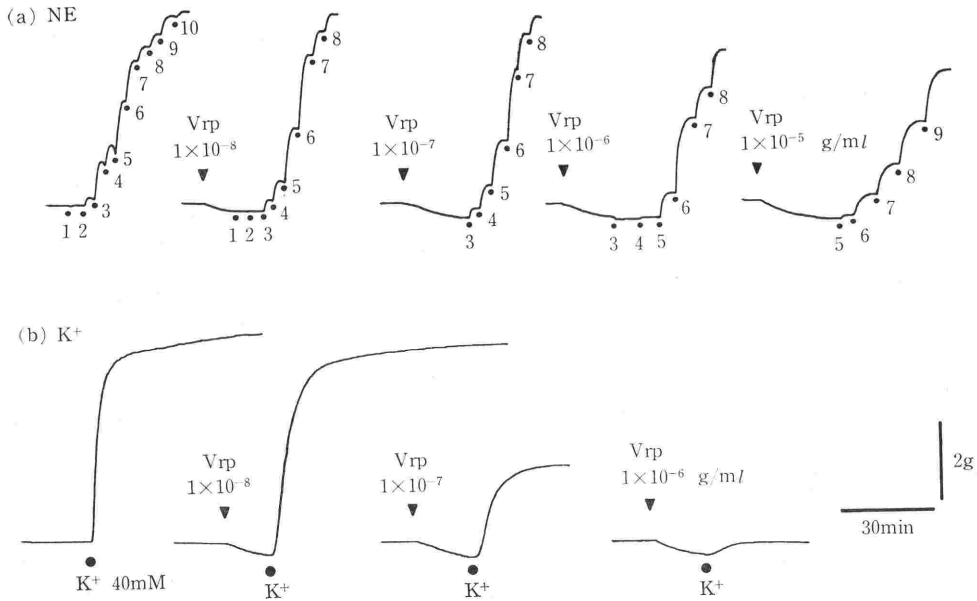 (a) NE
1 2 3 4 5 6 7 8 9 10
Vrp
1×10⁻⁸
1 2 3 4 5 6 7 8
Vrp
1×10⁻⁷
3 4 5 6 7 8
Vrp
1×10⁻⁶
3 4 5 6 7 8
Vrp
1×10⁻⁵ g/ml
5 6 7 8 9
(b) K⁺
K⁺ 40mM
Vrp
1×10⁻⁸
K⁺
Vrp
1×10⁻⁷
K⁺
Vrp
1×10⁻⁶ g/ml
K⁺
2g
30min